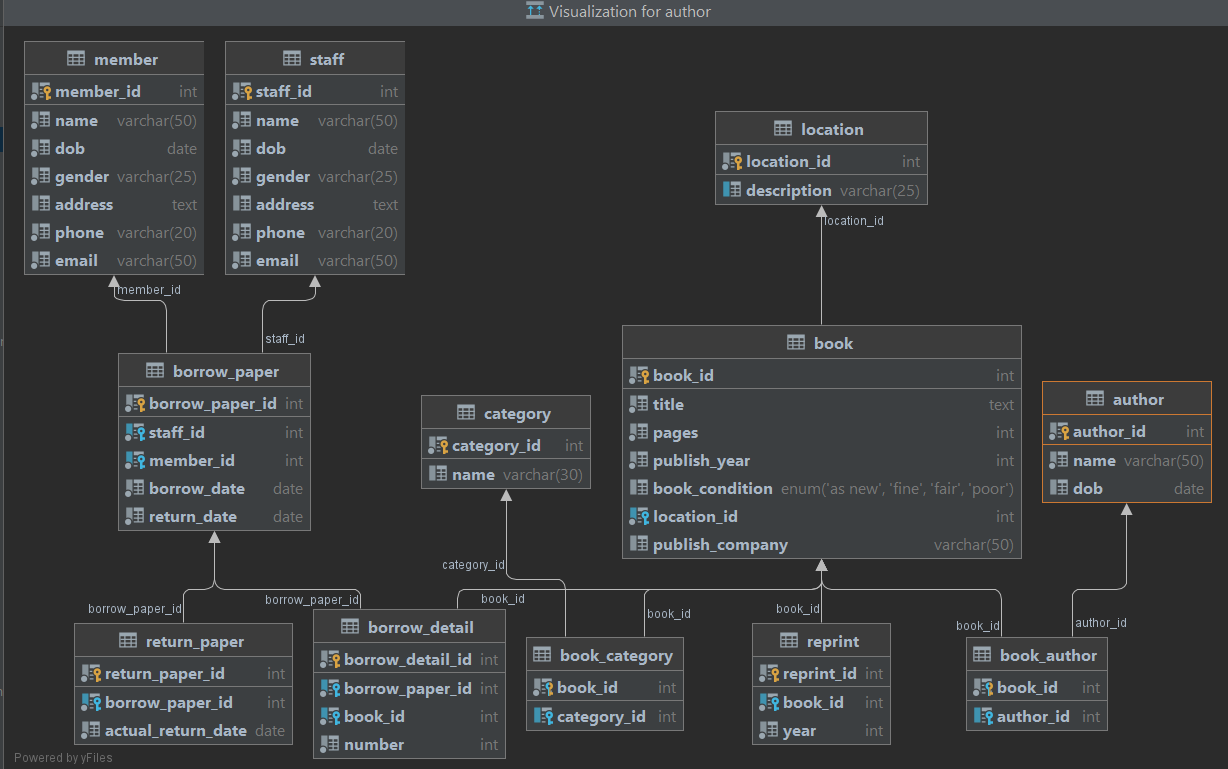 Visualization for author
member
member_id int
name varchar(50)
dob date
gender varchar(25)
address text
phone varchar(20)
email varchar(50)
staff
staff_id int
name varchar(50)
dob date
gender varchar(25)
address text
phone varchar(20)
email varchar(50)
location
location_id int
description varchar(25)
location_id
member_id
staff_id
borrow_paper
borrow_paper_id int
staff_id int
member_id int
borrow_date date
return_date date
category
category_id int
name varchar(30)
book
book_id int
title text
pages int
publish_year int
book_condition enum('as new', 'fine', 'fair', 'poor')
location_id int
publish_company varchar(50)
author
author_id int
name varchar(50)
dob date
category_id
borrow_paper_id
borrow_paper_id
book_id
book_id
book_id
book_id
author_id
return_paper
return_paper_id int
borrow_paper_id int
actual_return_date date
borrow_detail
borrow_detail_id int
borrow_paper_id int
book_id int
number int
book_category
book_id int
category_id int
reprint
reprint_id int
book_id int
year int
book_author
book_id int
author_id int
Powered by yFiles